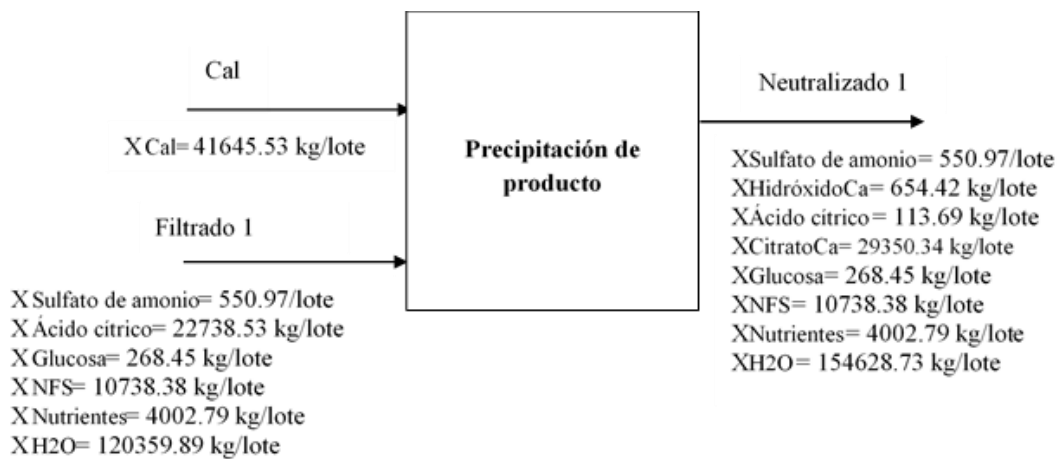 Cal
XCal= 41645.53 kg/lote
Filtrado 1
XSulfato de amonio= 550.97/lote
XÁcido cítrico= 22738.53 kg/lote
XGlucosa= 268.45 kg/lote
XNFS= 10738.38 kg/lote
XNutrientes= 4002.79 kg/lote
XH2O= 120359.89 kg/lote
Precipitación de
producto
Neutralizado 1
XSulfato de amonio= 550.97/lote
XHidróxidoCa= 654.42 kg/lote
XÁcido cítrico= 113.69 kg/lote
XCitratoCa= 29350.34 kg/lote
XGlucosa= 268.45 kg/lote
XNFS= 10738.38 kg/lote
XNutrientes= 4002.79 kg/lote
XH2O= 154628.73 kg/lote